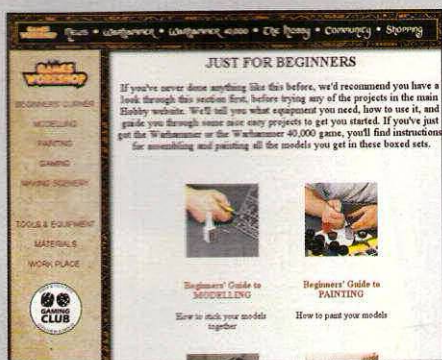 GAMES WORKSHOP
News • Warhammer • Warhammer 40,000 • The Hobby • Community • Shopping
GAMES
WORKSHOP
BEGINNERS' CORNER
MODELLING
PAINTING
GAMING
MAKING SCENERY
TOOLS & EQUIPMENT
MATERIALS
WORK PLACE
GAMING
CLUB
JUST FOR BEGINNERS
If you've never done anything like this before, we'd recommend you have a
look through this section first, before trying any of the projects in the main
Hobby website. We'll tell you what equipment you need, how to use it, and
guide you through some nice easy projects to get you started. If you've just
got the Warhammer or the Warhammer 40,000 game, you'll find instructions
for assembling and painting all the models you get in these boxed sets.
Beginners' Guide to
MODELLING
How to stick your models
together
Beginners' Guide to
PAINTING
How to paint your models